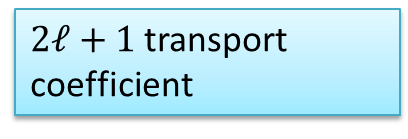 2ℓ + 1 transport
coefficient